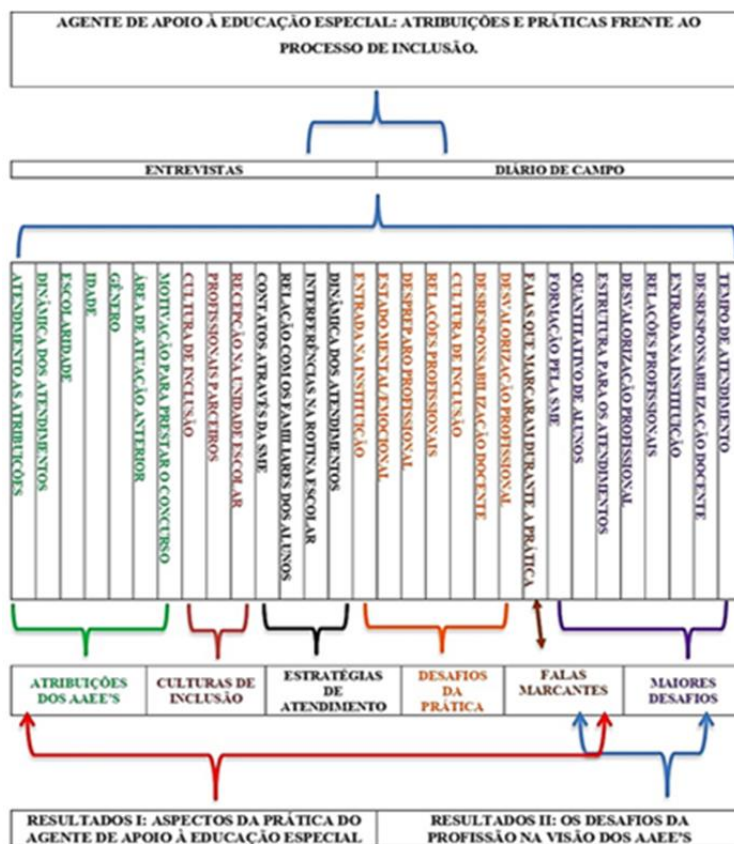 AGENTE DE APOIO À EDUCAÇÃO ESPECIAL: ATRIBUIÇÕES E PRÁTICAS FRENTE AO
PROCESSO DE INCLUSÃO.
ENTREVISTAS
DIÁRIO DE CAMPO
ATENDIMENTO AS ATRIBUIÇÕES
DINÂMICA DOS ATENDIMENTOS
ESCOLARIDADE
IDADE
GÊNERO
ÁREA DE ATUAÇÃO ANTERIOR
MOTIVAÇÃO PARA PRESTAR O CONCURSO
CULTURA DE INCLUSÃO
PROFISSIONAIS PARCEIROS
RECEPÇÃO NA UNIDADE ESCOLAR
CONTATOS ATRAVÉS DA SME
RELAÇÃO COM OS FAMILIARES DOS ALUNOS
INTERFERÊNCIAS NA ROTINA ESCOLAR
DINÂMICA DOS ATENDIMENTOS
ENTRADA NA INSTITUIÇÃO
ESTADO MENTAL/EMOCIONAL
DESPREPARO PROFISSIONAL
RELAÇÕES PROFISSIONAIS
CULTURA DE INCLUSÃO
DESRESPONSABILIZAÇÃO DOCENTE
DESVALORIZAÇÃO PROFISSIONAL
FALAS QUE MARCARAM DURANTE A PRÁTICA
FORMAÇÃO PELA SME
QUANTITATIVO DE ALUNOS
ESTRUTURA PARA OS ATENDIMENTOS
DESVALORIZAÇÃO PROFISSIONAL
RELAÇÕES PROFISSIONAIS
ENTRADA NA INSTITUIÇÃO
DESRESPONSABILIZAÇÃO DOCENTE
TEMPO DE ATENDIMENTO
ATRIBUIÇÕES
DOS AAEE'S
CULTURAS DE
INCLUSÃO
ESTRATÉGIAS
DE
ATENDIMENTO
DESAFIOS
DA
PRÁTICA
FALAS
MARCANTES
MAIORES
DESAFIOS
RESULTADOS I: ASPECTOS DA PRÁTICA DO
AGENTE DE APOIO À EDUCAÇÃO ESPECIAL
RESULTADOS II: OS DESAFIOS DA
PROFISSÃO NA VISÃO DOS AAEE'S